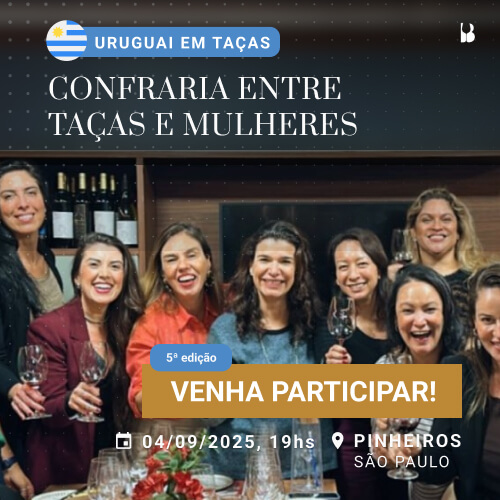 URUGUAI EM TAÇAS
CONFRARIA ENTRE
TAÇAS E MULHERES
5ª edição
VENHA PARTICIPAR!
04/09/2025, 19hs
PINHEIROS
SÃO PAULO